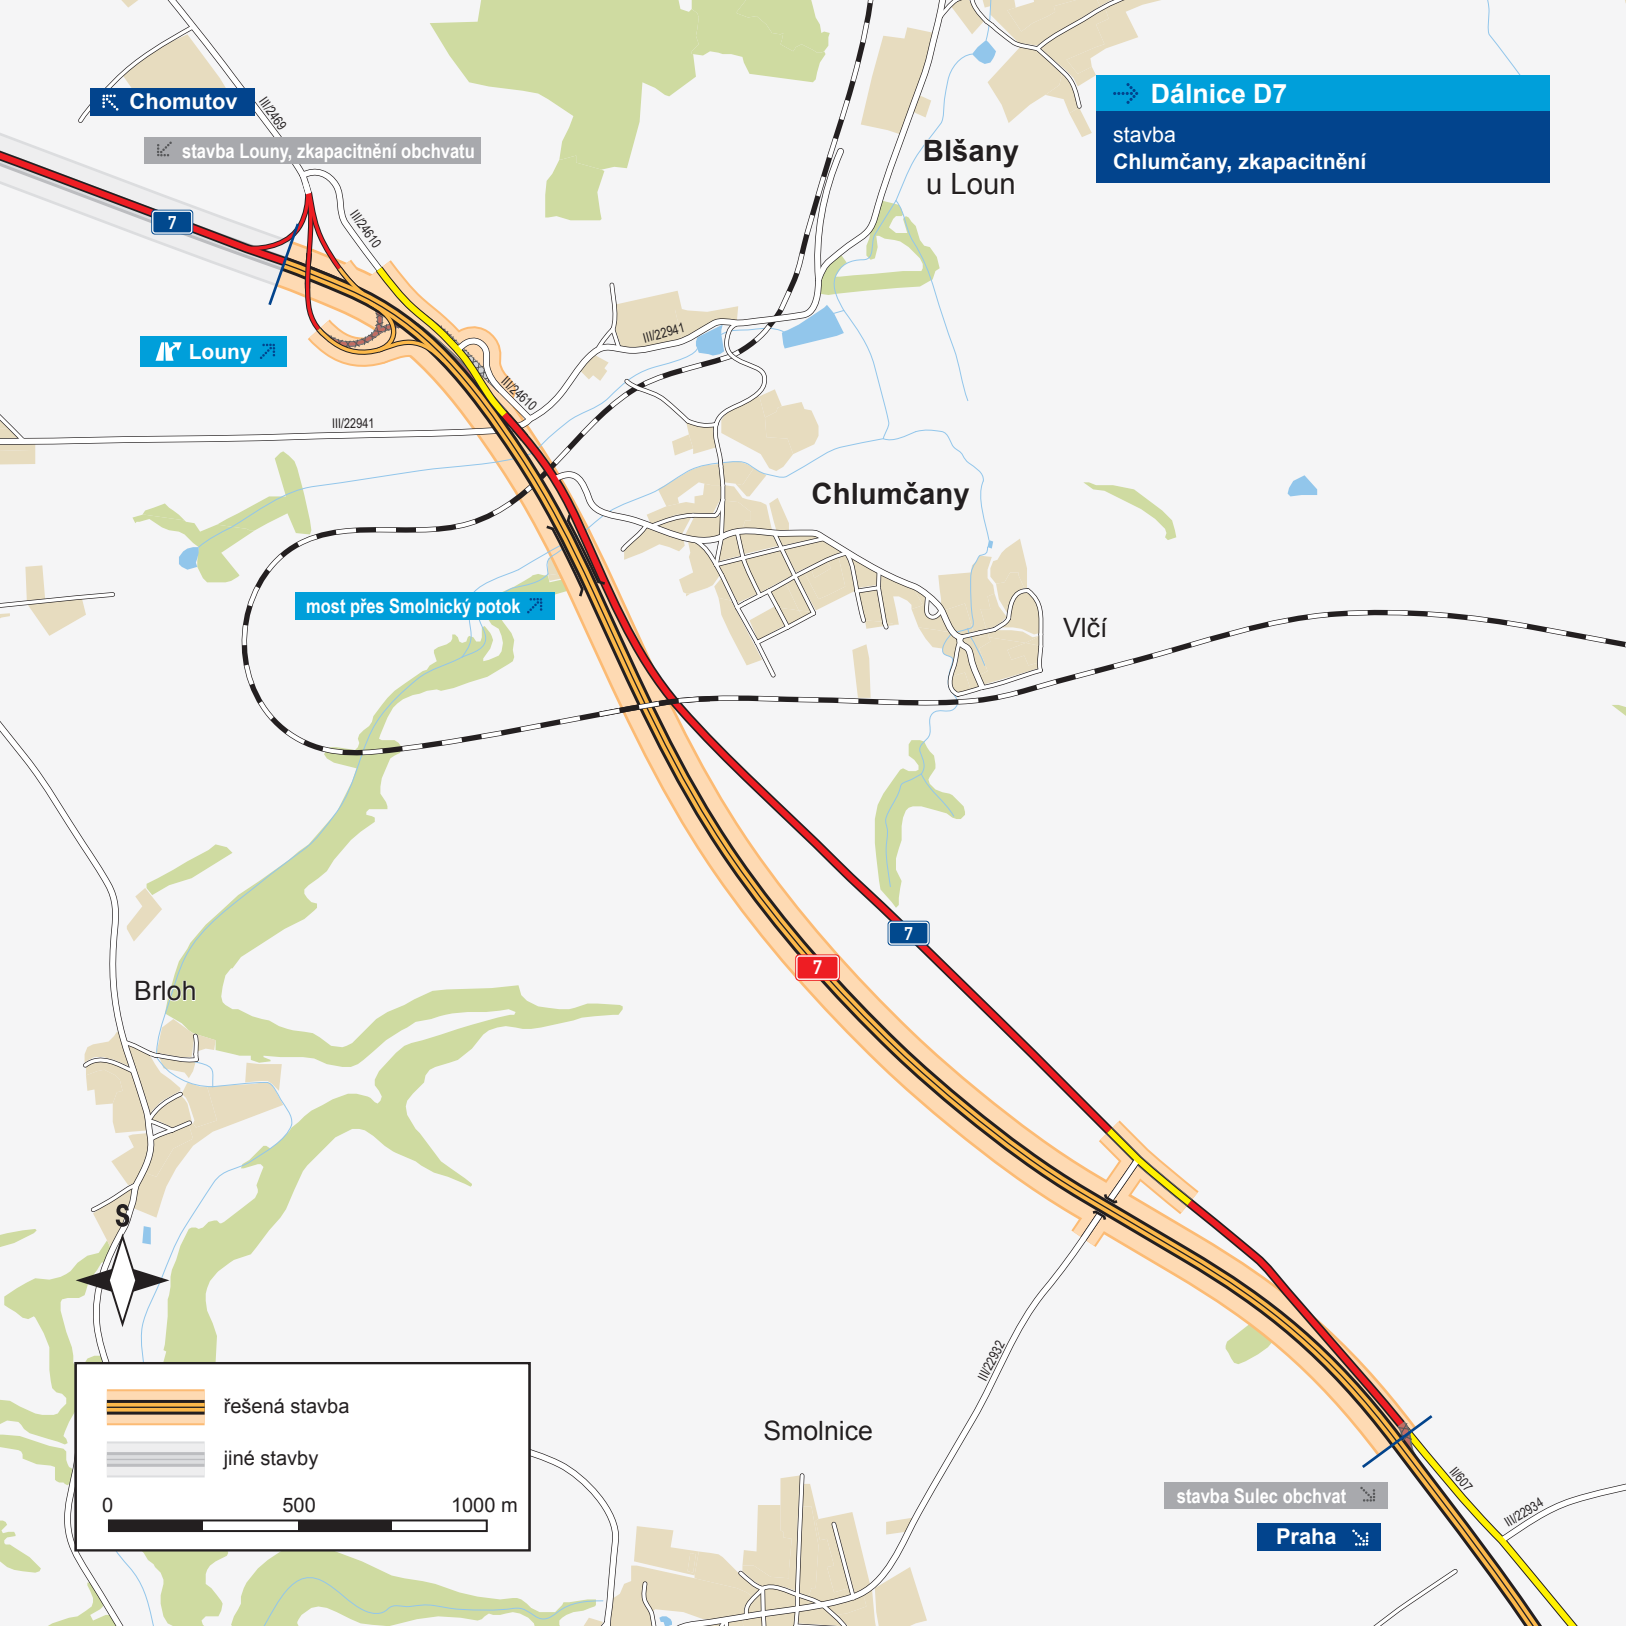 Chomutov
III/2469
stavba Louny, zkapacitnění obchvatu
Dálnice D7
stavba
Chlumčany, zkapacitnění
Blšany
u Loun
7
III/24610
Louny
III/22941
III/24610
III/22941
Chlumčany
most přes Smolnický potok
Vlčí
7
7
Brloh
S
III/22932
řešená stavba
jiné stavby
0 500 1000 m
Smolnice
II/607
III/22934
stavba Sulec obchvat
Praha